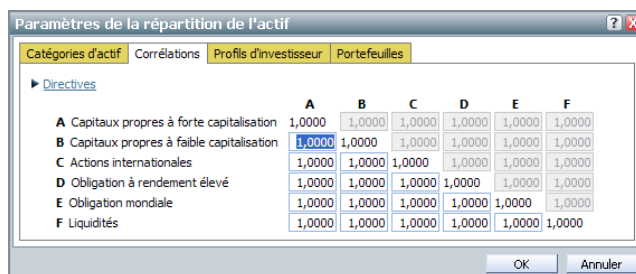 Paramètres de la répartition de l'actif
Catégories d'actif Corrélations Profils d'investisseur Portefeuilles
Directives
A B C D E F
A Capitaux propres à forte capitalisation 1,0000 1,0000 1,0000 1,0000 1,0000 1,0000
B Capitaux propres à faible capitalisation 1,0000 1,0000 1,0000 1,0000 1,0000 1,0000
C Actions internationales 1,0000 1,0000 1,0000 1,0000 1,0000 1,0000
D Obligation à rendement élevé 1,0000 1,0000 1,0000 1,0000 1,0000 1,0000
E Obligation mondiale 1,0000 1,0000 1,0000 1,0000 1,0000 1,0000
F Liquidités 1,0000 1,0000 1,0000 1,0000 1,0000 1,0000
OK Annuler